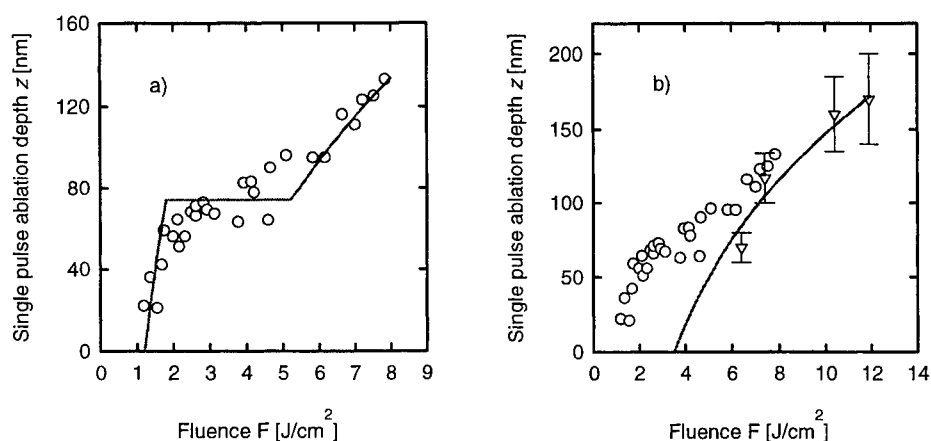 160
120
80
40
0
Single pulse ablation depth z [nm]
a)
0 1 2 3 4 5 6 7 8 9
Fluence F [J/cm²]
200
150
100
50
0
Single pulse ablation depth z [nm]
b)
0 2 4 6 8 10 12 14
Fluence F [J/cm²]